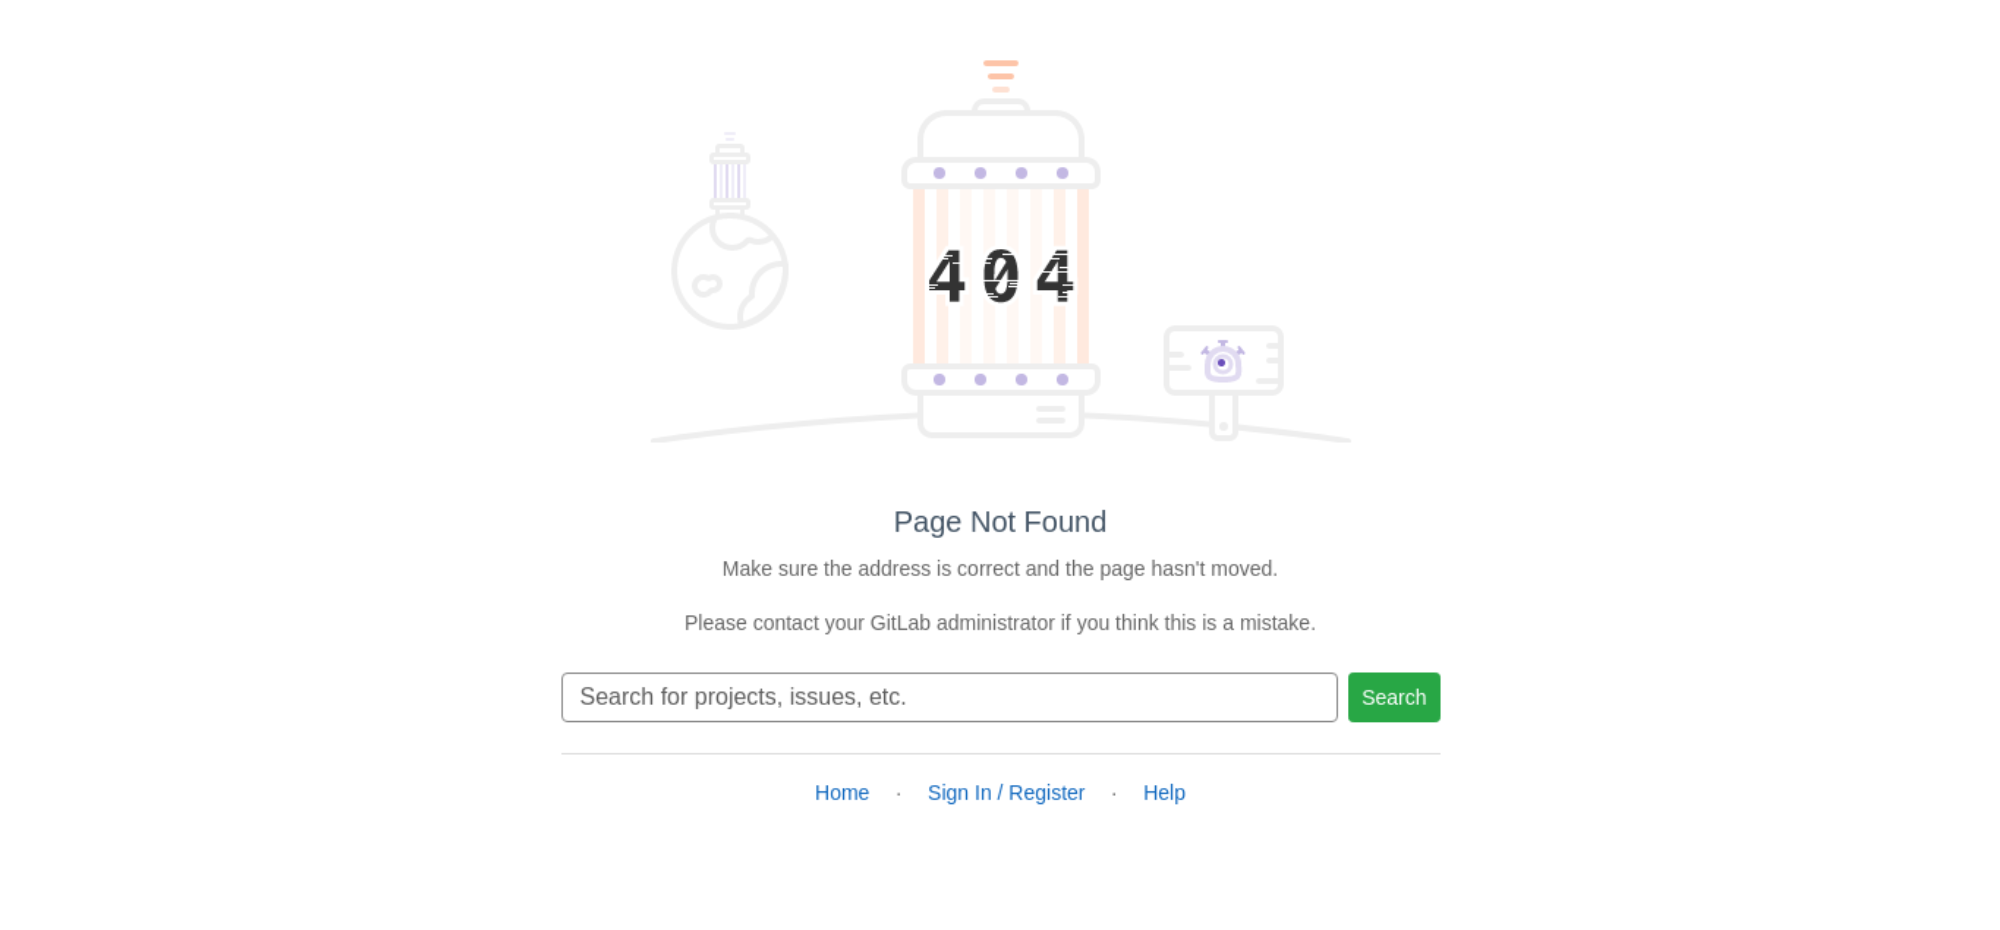 404
Page Not Found
Make sure the address is correct and the page hasn't moved.
Please contact your GitLab administrator if you think this is a mistake.
Search for projects, issues, etc.
Search
Home · Sign In / Register · Help